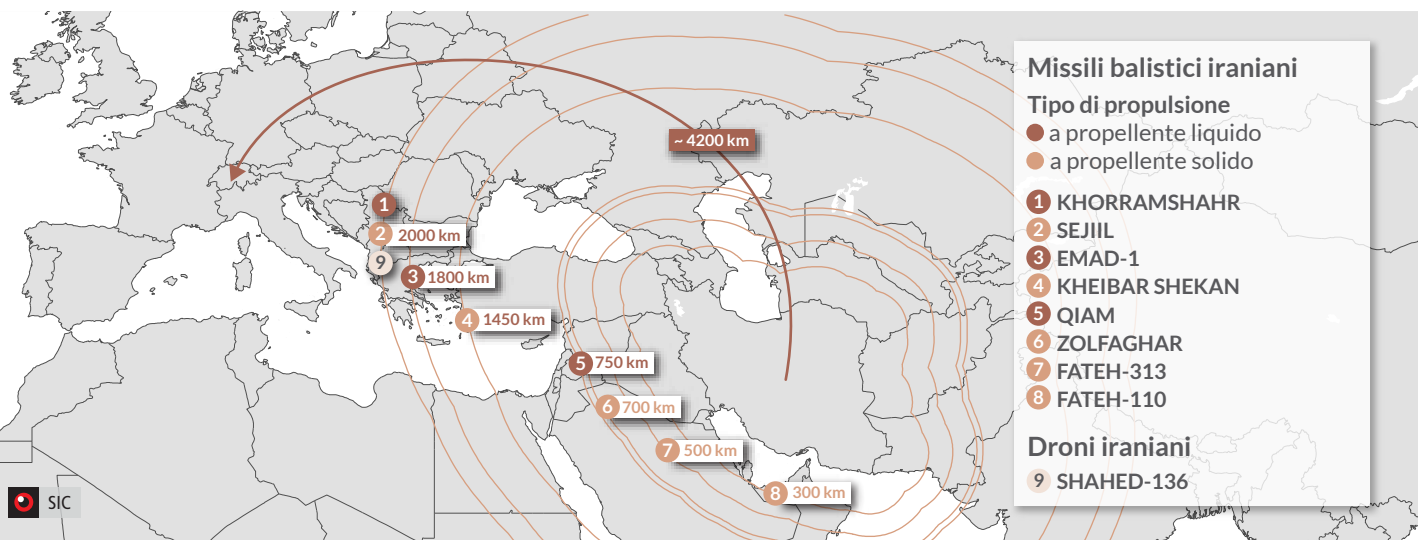 ~ 4200 km
1
2 2000 km
9
3 1800 km
4 1450 km
5 750 km
6 700 km
7 500 km
8 300 km
SIC
Missili balistici iraniani
Tipo di propulsione
a propellente liquido
a propellente solido
1 KHORRAMSHAHR
2 SEJIIL
3 EMAD-1
4 KHEIBAR SHEKAN
5 QIAM
6 ZOLFAGHAR
7 FATEH-313
8 FATEH-110
Droni iraniani
9 SHAHED-136